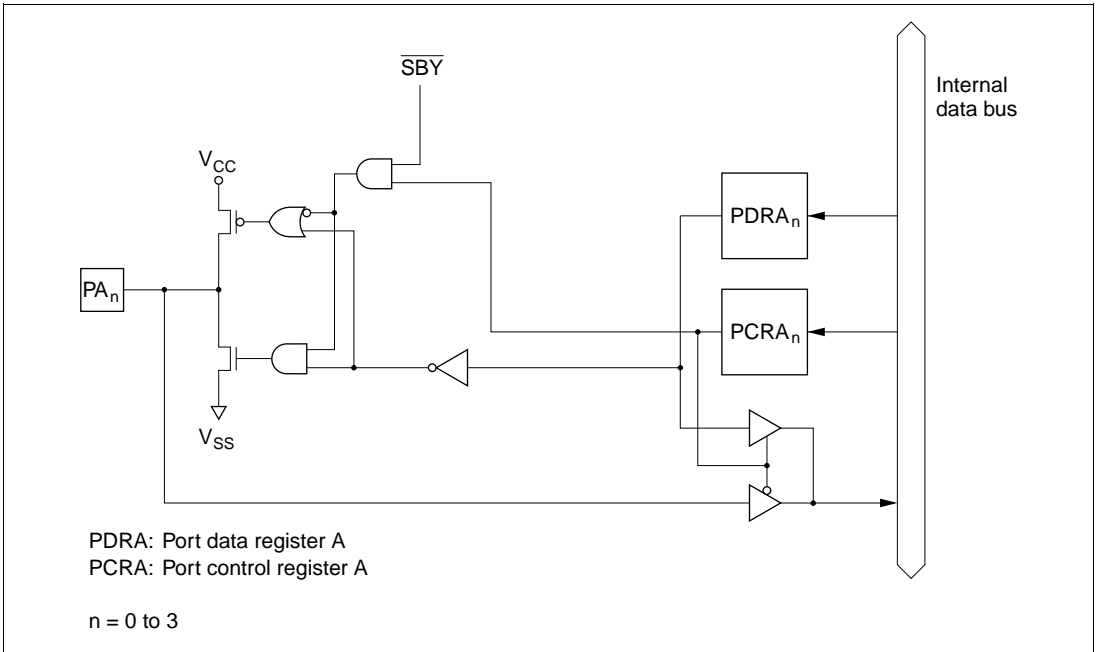 SBY
Internal
data bus
VCC
PDRAn
PAn
PCRAn
VSS
PDRA: Port data register A
PCRA: Port control register A
n = 0 to 3